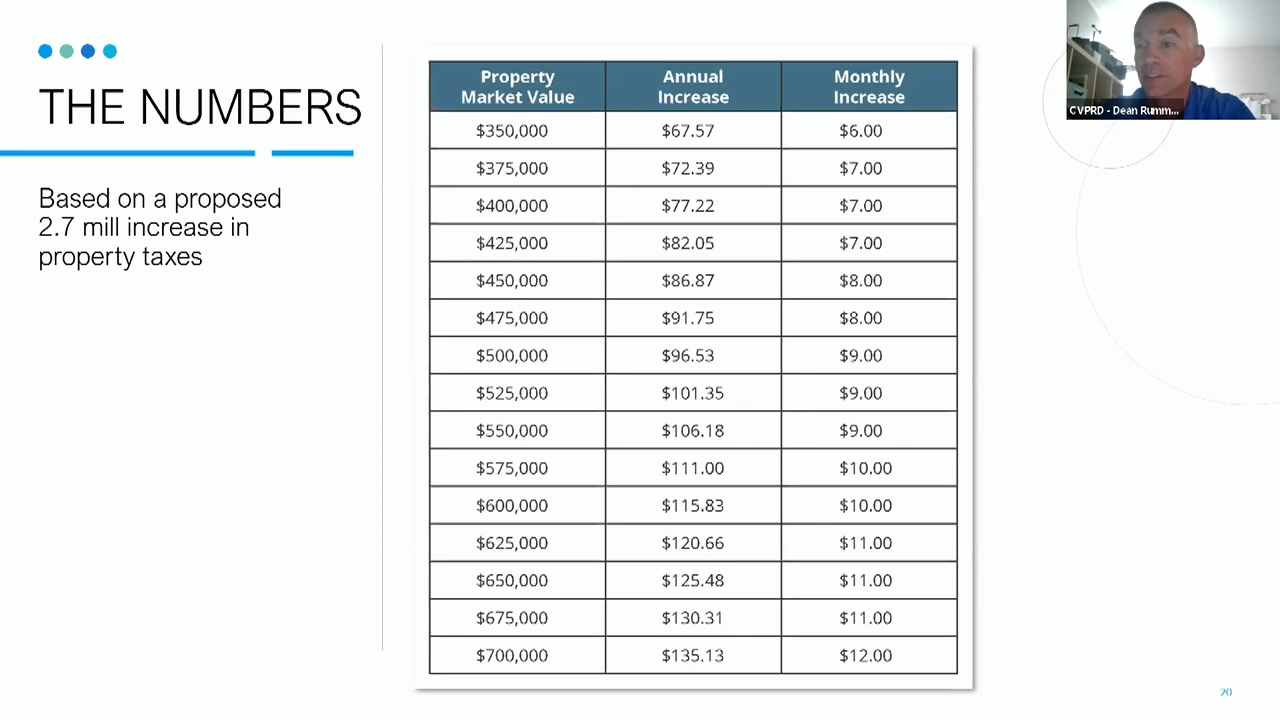 THE NUMBERS
Based on a proposed
2.7 mill increase in
property taxes
Property Market Value Annual Increase Monthly Increase
$350,000 $67.57 $6.00
$375,000 $72.39 $7.00
$400,000 $77.22 $7.00
$425,000 $82.05 $7.00
$450,000 $86.87 $8.00
$475,000 $91.75 $8.00
$500,000 $96.53 $9.00
$525,000 $101.35 $9.00
$550,000 $106.18 $9.00
$575,000 $111.00 $10.00
$600,000 $115.83 $10.00
$625,000 $120.66 $11.00
$650,000 $125.48 $11.00
$675,000 $130.31 $11.00
$700,000 $135.13 $12.00
CVPRD - Dean Rumm...
20